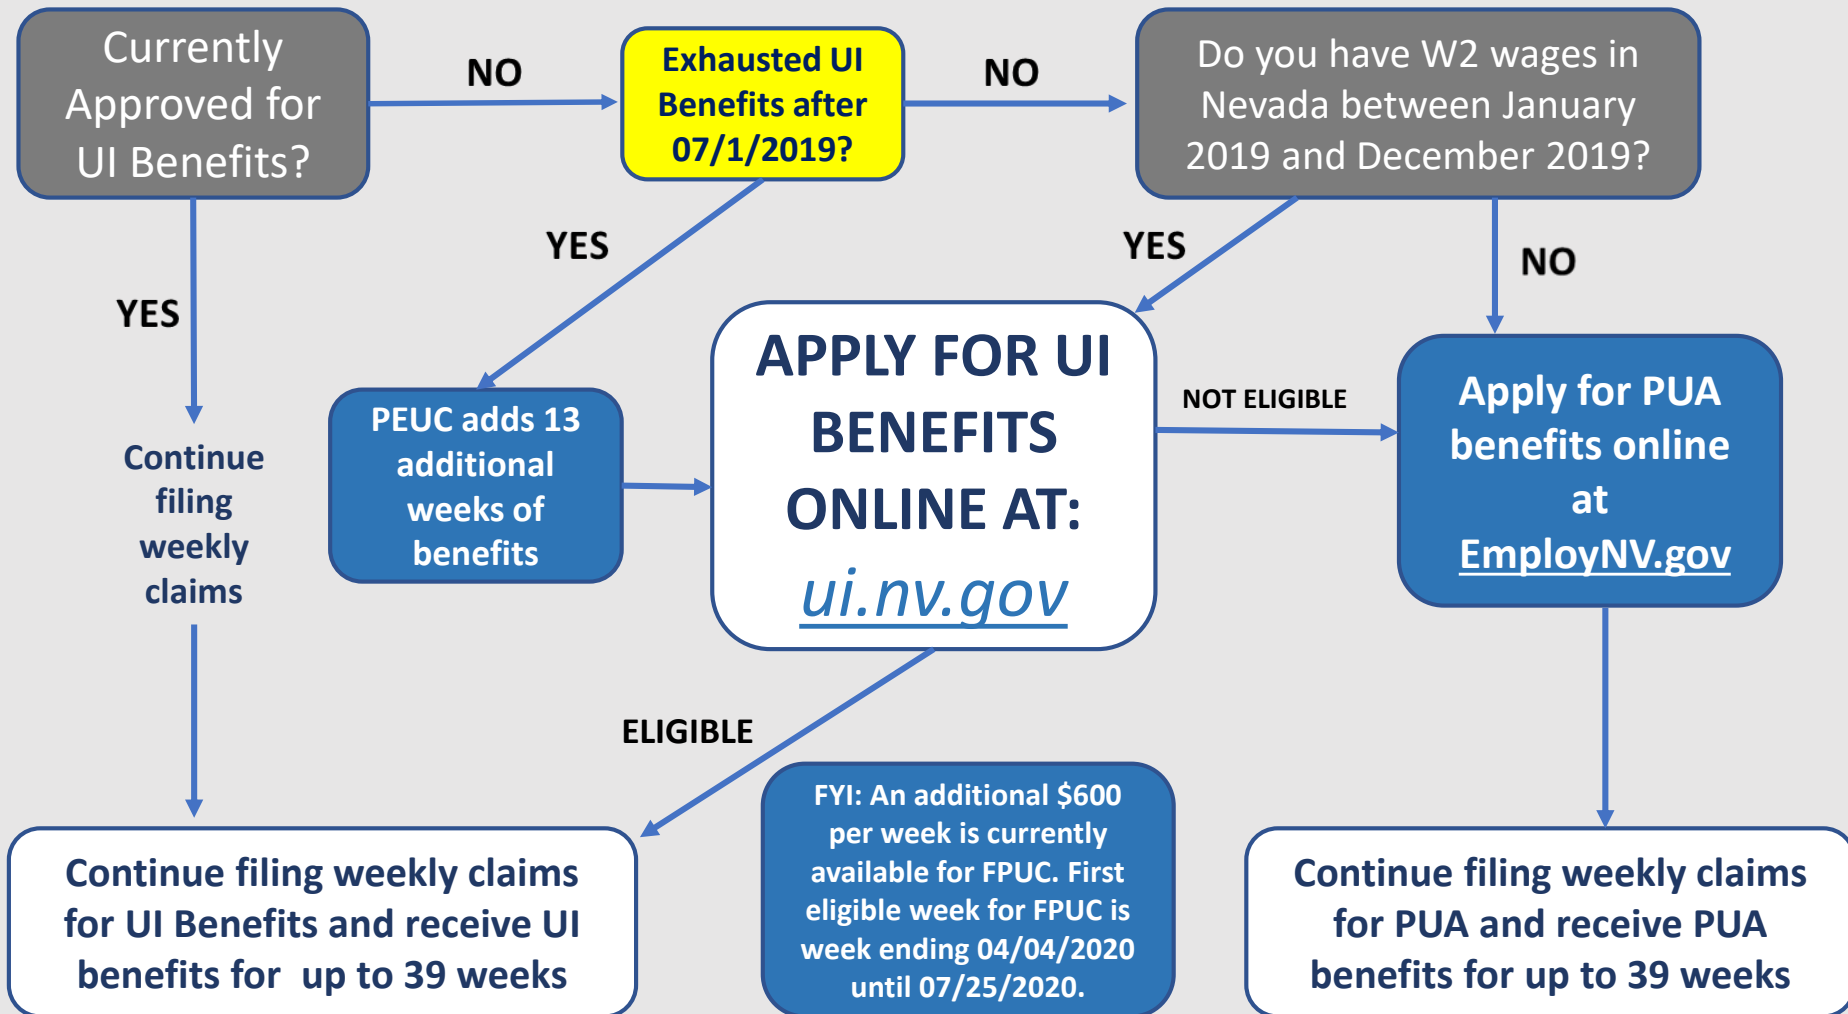 Currently
Approved for
UI Benefits?
NO
Exhausted UI
Benefits after
07/1/2019?
NO
Do you have W2 wages in
Nevada between January
2019 and December 2019?
YES
YES
YES
NO
Continue
filing
weekly
claims
PEUC adds 13
additional
weeks of
benefits
APPLY FOR UI
BENEFITS
ONLINE AT:
ui.nv.gov
NOT ELIGIBLE
Apply for PUA
benefits online
at
EmployNV.gov
ELIGIBLE
Continue filing weekly claims
for UI Benefits and receive UI
benefits for up to 39 weeks
FYI: An additional $600
per week is currently
available for FPUC. First
eligible week for FPUC is
week ending 04/04/2020
until 07/25/2020.
Continue filing weekly claims
for PUA and receive PUA
benefits for up to 39 weeks